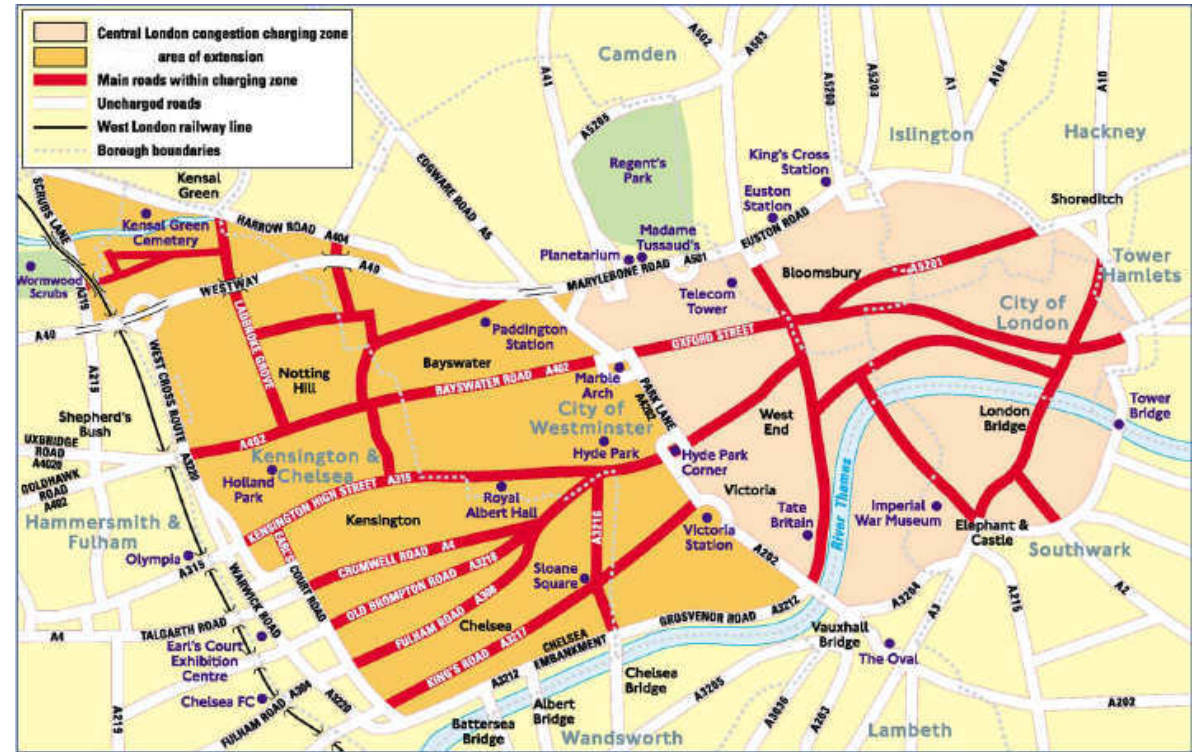 Central London congestion charging zone
area of extension
Main roads within charging zone
Uncharged roads
West London railway line
Borough boundaries
Camden
A502
A503
A41
A5205
A5200
A5203
A1
A104
A10
Islington
Hackney
Regent's
Park
King's Cross
Station
Euston
Station
EUSTON ROAD
Shoreditch
Kensal
Green
SCRUBS LANE
Kensal Green
Cemetery
HARROW ROAD A404
EDGWARE ROAD A5
Planetarium
Madame
Tussaud's
MARYLEBONE ROAD A501
Bloomsbury
A5201
Tower
Hamlets
Wormwood
Scrubs
A219
WESTWAY
A40
A40
Telecom
Tower
City of
London
LADBROKE GROVE
Paddington
Station
OXFORD STREET
Bayswater
Notting
Hill
BAYSWATER ROAD A402
Marble
Arch
PARK LANE
A4202
WEST CROSS ROUTE
A3220
A219
Shepherd's
Bush
UXBRIDGE
ROAD
A4020
GOLDHAWK
ROAD
A402
A402
City of
Westminster
West
End
London
Bridge
Tower
Bridge
Kensington &
Chelsea
Holland
Park
Hyde Park
Hyde Park
Corner
KENSINGTON HIGH STREET A315
Royal
Albert Hall
Victoria
Kensington
A3216
Victoria
Station
Tate
Britain
River Thames
Imperial
War Museum
Elephant &
Castle
Southwark
Hammersmith &
Fulham
Olympia
A315
EARL'S COURT ROAD
WARWICK ROAD
CROMWELL ROAD A4
OLD BROMPTON ROAD A3218
FULHAM ROAD A308
Sloane
Square
A202
A3204
A3
A215
A2
Chelsea
KING'S ROAD A3217
CHELSEA
EMBANKMENT
A3212
GROSVENOR ROAD A3212
Vauxhall
Bridge
The Oval
A4
TALGARTH ROAD
Earl's Court
Exhibition
Centre
Chelsea FC
FULHAM ROAD A304
A3220
A219
Battersea
Bridge
Albert
Bridge
Chelsea
Bridge
A3205
A3036
A203
A202
Wandsworth
Lambeth